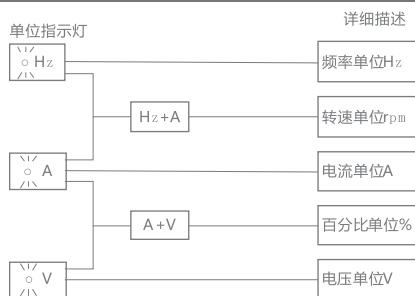 详细描述
单位指示灯
Hz
频率单位Hz
Hz+A
转速单位rpm
A
电流单位A
A+V
百分比单位%
V
电压单位V